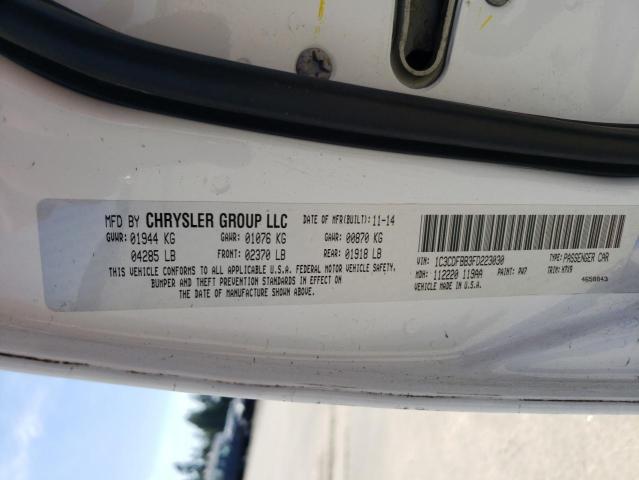 MFD BY CHRYSLER GROUP LLC DATE OF MFR(BUILT): 11-14
GVWR: 01944 KG GAWR: 01076 KG GAWR: 00870 KG
04285 LB FRONT: 02370 LB REAR: 01918 LB
THIS VEHICLE CONFORMS TO ALL APPLICABLE U.S.A. FEDERAL MOTOR VEHICLE SAFETY,
BUMPER AND THEFT PREVENTION STANDARDS IN EFFECT ON
THE DATE OF MANUFACTURE SHOWN ABOVE.
VIN: 1C3CDFBB3FD223030 TYPE: PASSENGER CAR
MDH: 112220 119AA PAINT: PW7 TRIM: H7X9
VEHICLE MADE IN U.S.A. 4658843